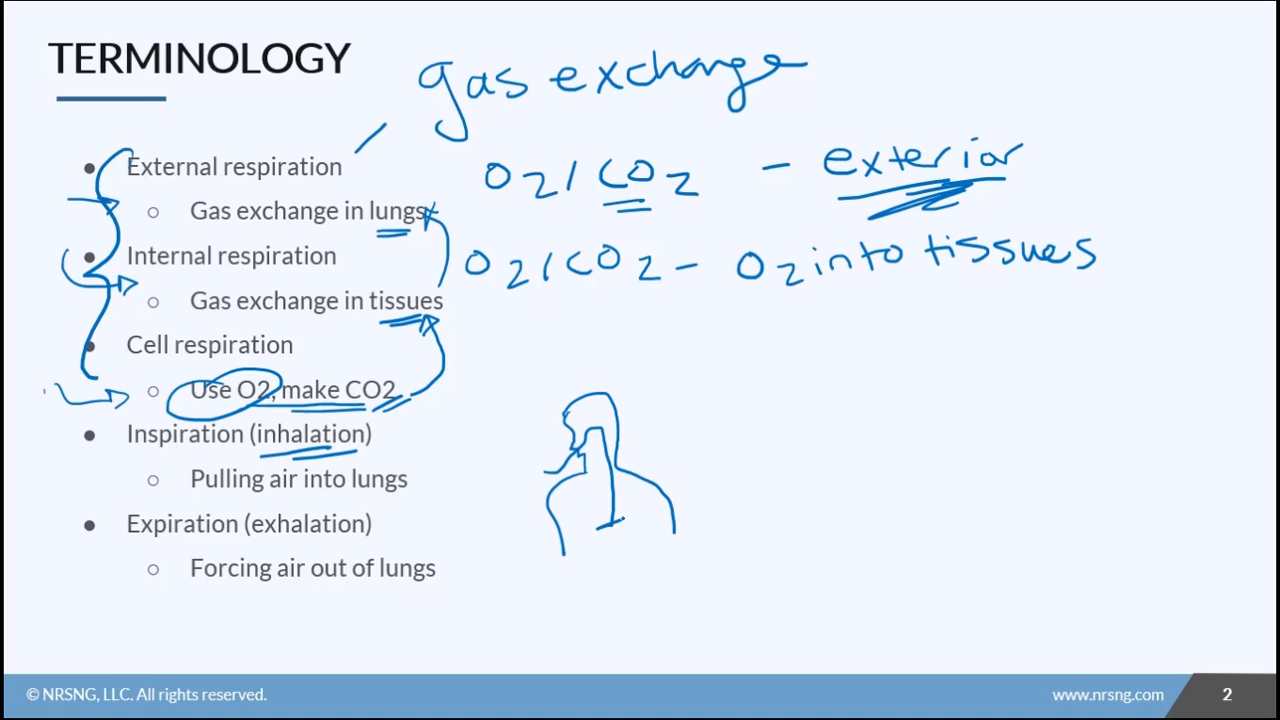 TERMINOLOGY
gas exchange
● External respiration
O2/CO2 - exterior
○ Gas exchange in lungs
● Internal respiration
O2/CO2 - O2 into tissues
○ Gas exchange in tissues
● Cell respiration
○ Use O2, make CO2
● Inspiration (inhalation)
○ Pulling air into lungs
● Expiration (exhalation)
○ Forcing air out of lungs
© NRSNG, LLC. All rights reserved.
www.nrsng.com
2